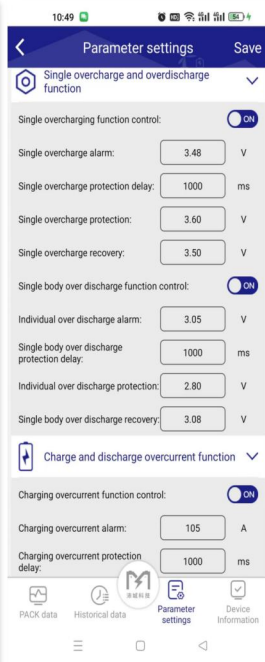 10:49
54
Parameter settings
Save
Single overcharge and overdischarge
function
Single overcharging function control:
ON
Single overcharge alarm:
3.48
V
Single overcharge protection delay:
1000
ms
Single overcharge protection:
3.60
V
Single overcharge recovery:
3.50
V
Single body over discharge function control:
ON
Individual over discharge alarm:
3.05
V
Single body over discharge
protection delay:
1000
ms
Individual over discharge protection:
2.80
V
Single body over discharge recovery:
3.08
V
Charge and discharge overcurrent function
Charging overcurrent function control:
ON
Charging overcurrent alarm:
105
A
Charging overcurrent protection
delay:
1000
ms
PACK data
Historical data
Parameter
settings
Device
Information